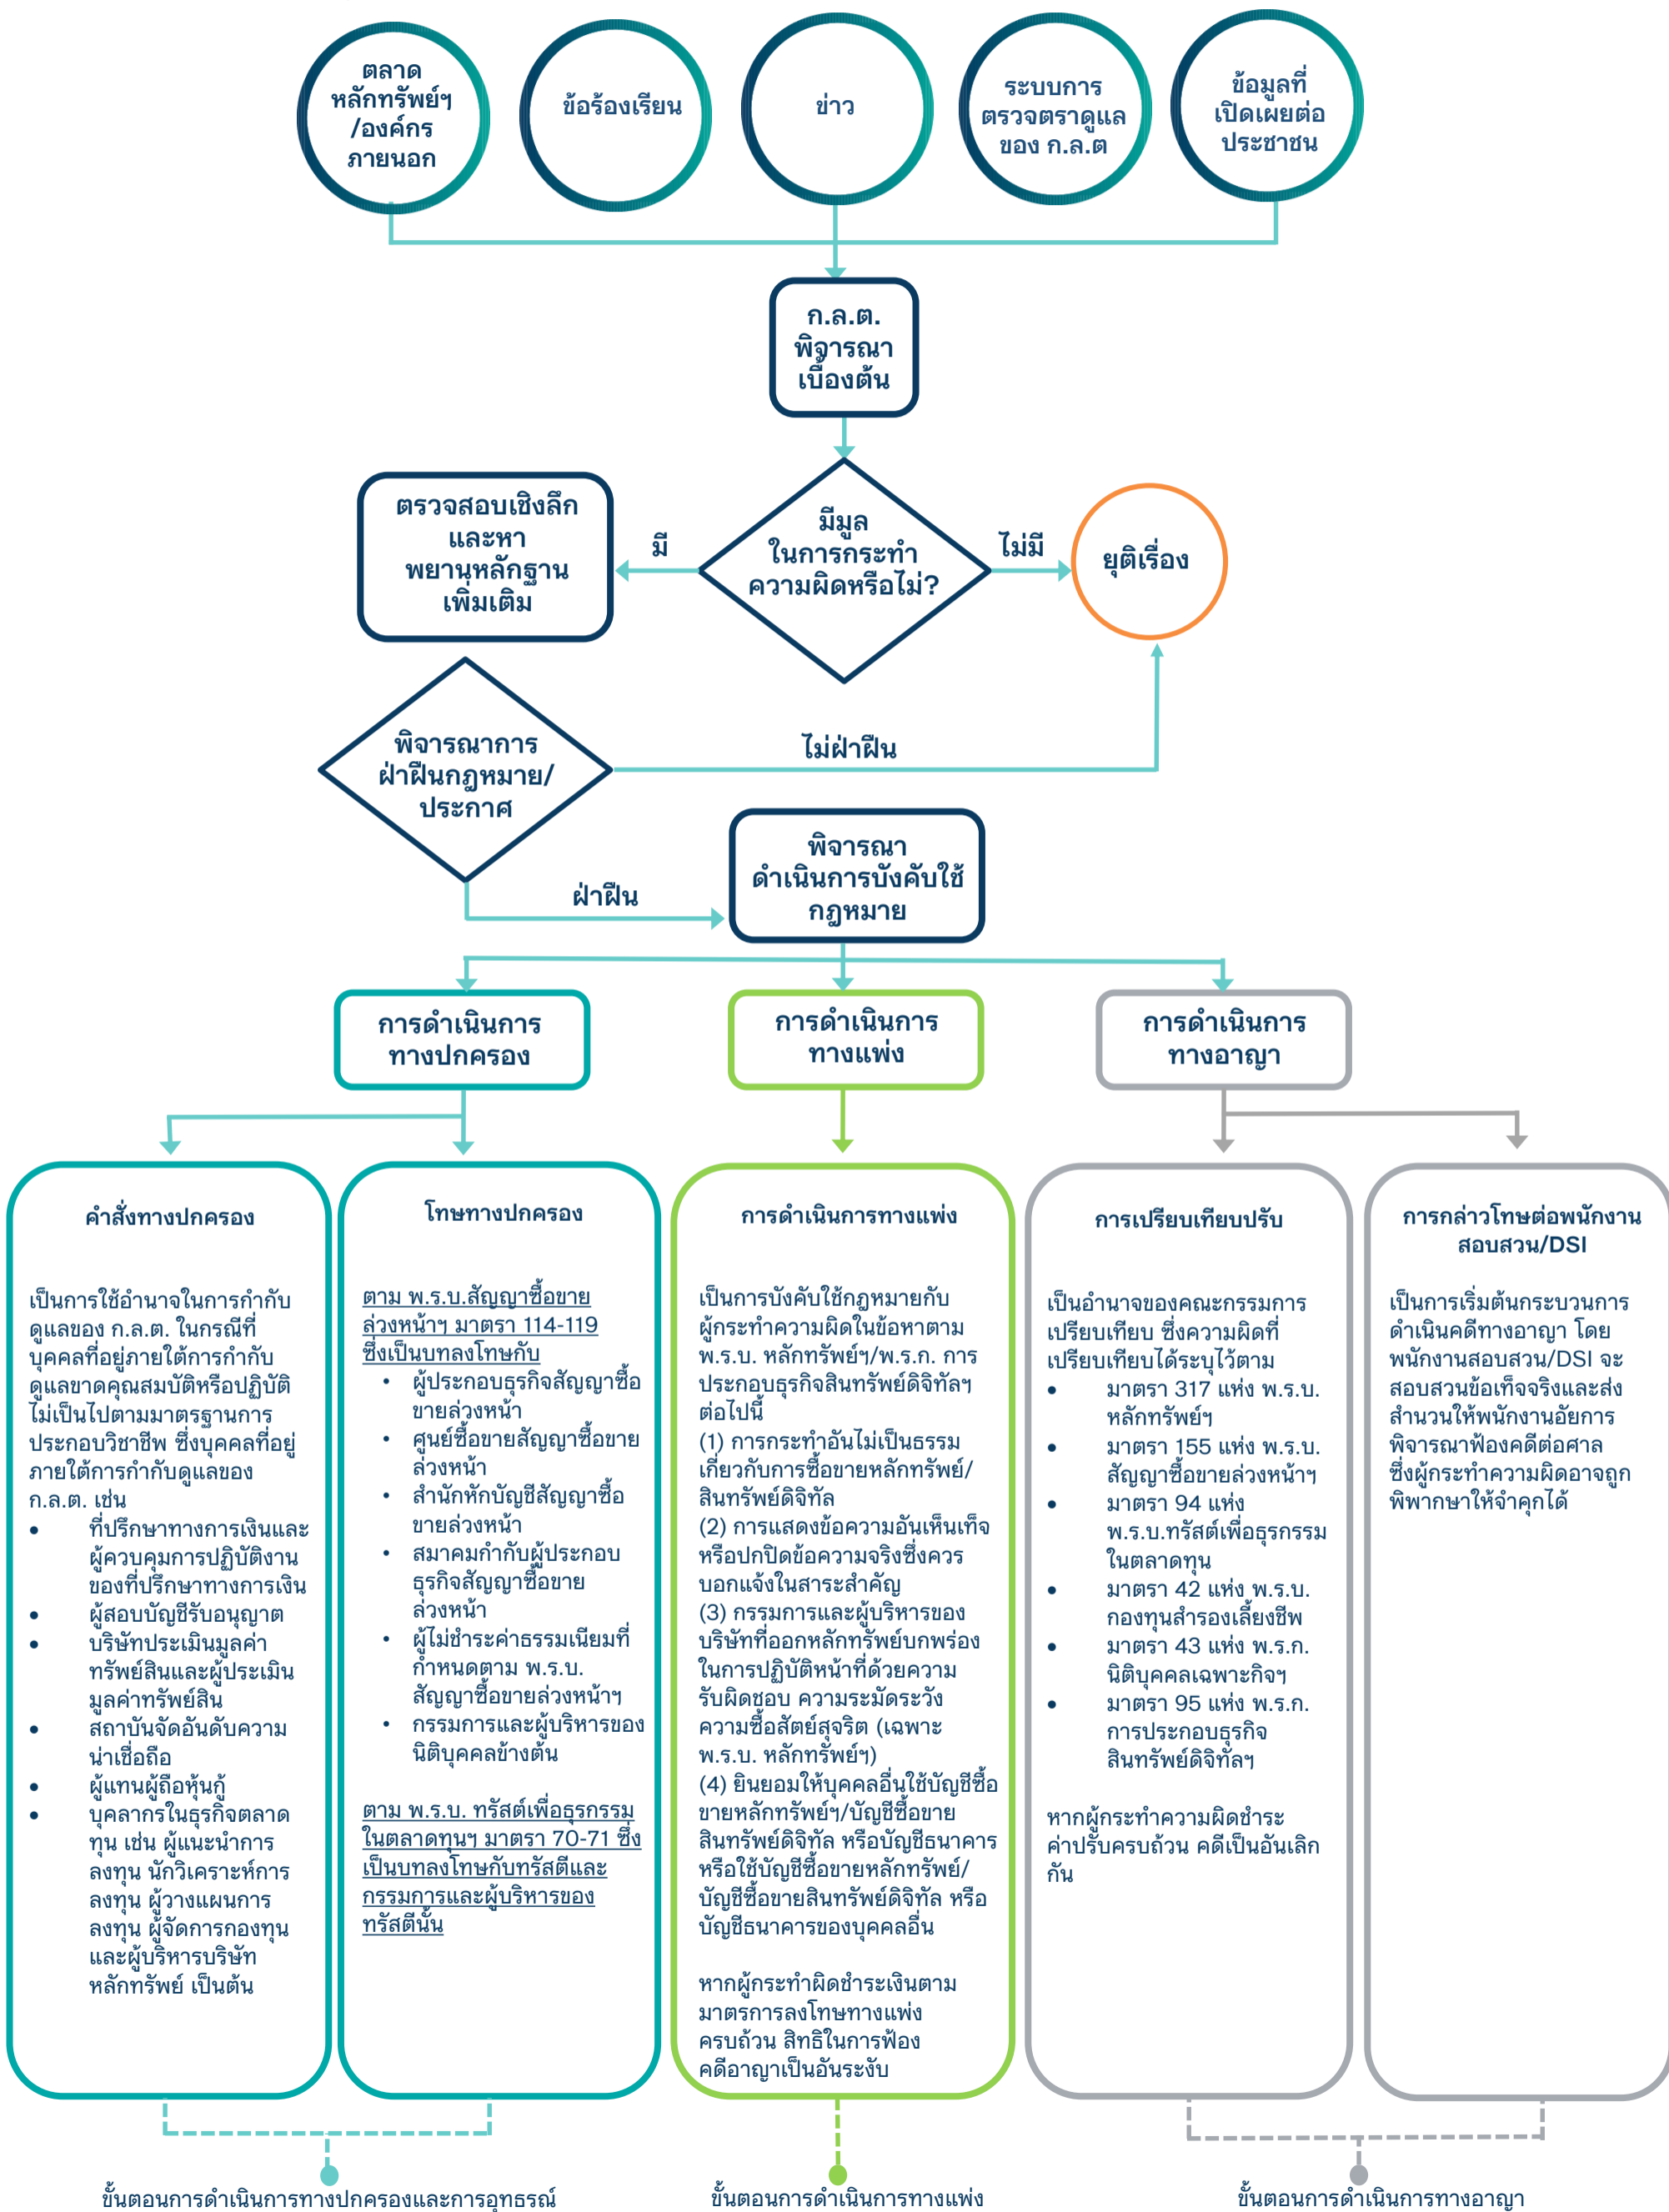 ตลาด
หลักทรัพย์ฯ
/องค์กร
ภายนอก
ข้อร้องเรียน
ข่าว
ระบบการ
ตรวจตราดูแล
ของ ก.ล.ต
ข้อมูลที่
เปิดเผยต่อ
ประชาชน
ก.ล.ต.
พิจารณา
เบื้องต้น
ตรวจสอบเชิงลึก
และหา
พยานหลักฐาน
เพิ่มเติม
มี
มีมูล
ในการกระทำ
ความผิดหรือไม่?
ไม่มี
ยุติเรื่อง
พิจารณาการ
ฝ่าฝืนกฎหมาย/
ประกาศ
ไม่ฝ่าฝืน
ฝ่าฝืน
พิจารณา
ดำเนินการบังคับใช้
กฎหมาย
การดำเนินการ
ทางปกครอง
การดำเนินการ
ทางแพ่ง
การดำเนินการ
ทางอาญา
คำสั่งทางปกครอง
เป็นการใช้อำนาจในการกำกับ
ดูแลของ ก.ล.ต. ในกรณีที่
บุคคลที่อยู่ภายใต้การกำกับ
ดูแลขาดคุณสมบัติหรือปฏิบัติ
ไม่เป็นไปตามมาตรฐานการ
ประกอบวิชาชีพ ซึ่งบุคคลที่อยู่
ภายใต้การกำกับดูแลของ
ก.ล.ต. เช่น
• ที่ปรึกษาทางการเงินและ
ผู้ควบคุมการปฏิบัติงาน
ของที่ปรึกษาทางการเงิน
• ผู้สอบบัญชีรับอนุญาต
• บริษัทประเมินมูลค่า
ทรัพย์สินและผู้ประเมิน
มูลค่าทรัพย์สิน
• สถาบันจัดอันดับความ
น่าเชื่อถือ
• ผู้แทนผู้ถือหุ้นกู้
• บุคลากรในธุรกิจตลาด
ทุน เช่น ผู้แนะนำการ
ลงทุน นักวิเคราะห์การ
ลงทุน ผู้วางแผนการ
ลงทุน ผู้จัดการกองทุน
และผู้บริหารบริษัท
หลักทรัพย์ เป็นต้น
โทษทางปกครอง
ตาม พ.ร.บ.สัญญาซื้อขาย
ล่วงหน้าฯ มาตรา 114-119
ซึ่งเป็นบทลงโทษกับ
• ผู้ประกอบธุรกิจสัญญาซื้อ
ขายล่วงหน้า
• ศูนย์ซื้อขายสัญญาซื้อขาย
ล่วงหน้า
• สำนักหักบัญชีสัญญาซื้อ
ขายล่วงหน้า
• สมาคมกำกับผู้ประกอบ
ธุรกิจสัญญาซื้อขาย
ล่วงหน้า
• ผู้ไม่ชำระค่าธรรมเนียมที่
กำหนดตาม พ.ร.บ.
สัญญาซื้อขายล่วงหน้าฯ
• กรรมการและผู้บริหารของ
นิติบุคคลข้างต้น
ตาม พ.ร.บ. ทรัสต์เพื่อธุรกรรม
ในตลาดทุนฯ มาตรา 70-71 ซึ่ง
เป็นบทลงโทษกับทรัสตีและ
กรรมการและผู้บริหารของ
ทรัสตีนั้น
การดำเนินการทางแพ่ง
เป็นการบังคับใช้กฎหมายกับ
ผู้กระทำความผิดในข้อหาตาม
พ.ร.บ. หลักทรัพย์ฯ/พ.ร.ก. การ
ประกอบธุรกิจสินทรัพย์ดิจิทัลฯ
ต่อไปนี้
(1) การกระทำอันไม่เป็นธรรม
เกี่ยวกับการซื้อขายหลักทรัพย์/
สินทรัพย์ดิจิทัล
(2) การแสดงข้อความอันเห็นเท็จ
หรือปกปิดข้อความจริงซึ่งควร
บอกแจ้งในสาระสำคัญ
(3) กรรมการและผู้บริหารของ
บริษัทที่ออกหลักทรัพย์บกพร่อง
ในการปฏิบัติหน้าที่ด้วยความ
รับผิดชอบ ความระมัดระวัง
ความซื่อสัตย์สุจริต (เฉพาะ
พ.ร.บ. หลักทรัพย์ฯ)
(4) ยินยอมให้บุคคลอื่นใช้บัญชีซื้อ
ขายหลักทรัพย์ฯ/บัญชีซื้อขาย
สินทรัพย์ดิจิทัล หรือบัญชีธนาคาร
หรือใช้บัญชีซื้อขายหลักทรัพย์/
บัญชีซื้อขายสินทรัพย์ดิจิทัล หรือ
บัญชีธนาคารของบุคคลอื่น
หากผู้กระทำผิดชำระเงินตาม
มาตรการลงโทษทางแพ่ง
ครบถ้วน สิทธิในการฟ้อง
คดีอาญาเป็นอันระงับ
การเปรียบเทียบปรับ
เป็นอำนาจของคณะกรรมการ
เปรียบเทียบ ซึ่งความผิดที่
เปรียบเทียบได้ระบุไว้ตาม
• มาตรา 317 แห่ง พ.ร.บ.
หลักทรัพย์ฯ
• มาตรา 155 แห่ง พ.ร.บ.
สัญญาซื้อขายล่วงหน้าฯ
• มาตรา 94 แห่ง
พ.ร.บ.ทรัสต์เพื่อธุรกรรม
ในตลาดทุน
• มาตรา 42 แห่ง พ.ร.บ.
กองทุนสำรองเลี้ยงชีพ
• มาตรา 43 แห่ง พ.ร.ก.
นิติบุคคลเฉพาะกิจฯ
• มาตรา 95 แห่ง พ.ร.ก.
การประกอบธุรกิจ
สินทรัพย์ดิจิทัลฯ
หากผู้กระทำความผิดชำระ
ค่าปรับครบถ้วน คดีเป็นอันเลิก
กัน
การกล่าวโทษต่อพนักงาน
สอบสวน/DSI
เป็นการเริ่มต้นกระบวนการ
ดำเนินคดีทางอาญา โดย
พนักงานสอบสวน/DSI จะ
สอบสวนข้อเท็จจริงและส่ง
สำนวนให้พนักงานอัยการ
พิจารณาฟ้องคดีต่อศาล
ซึ่งผู้กระทำความผิดอาจถูก
พิพากษาให้จำคุกได้
ขั้นตอนการดำเนินการทางปกครองและการอุทธรณ์
ขั้นตอนการดำเนินการทางแพ่ง
ขั้นตอนการดำเนินการทางอาญา